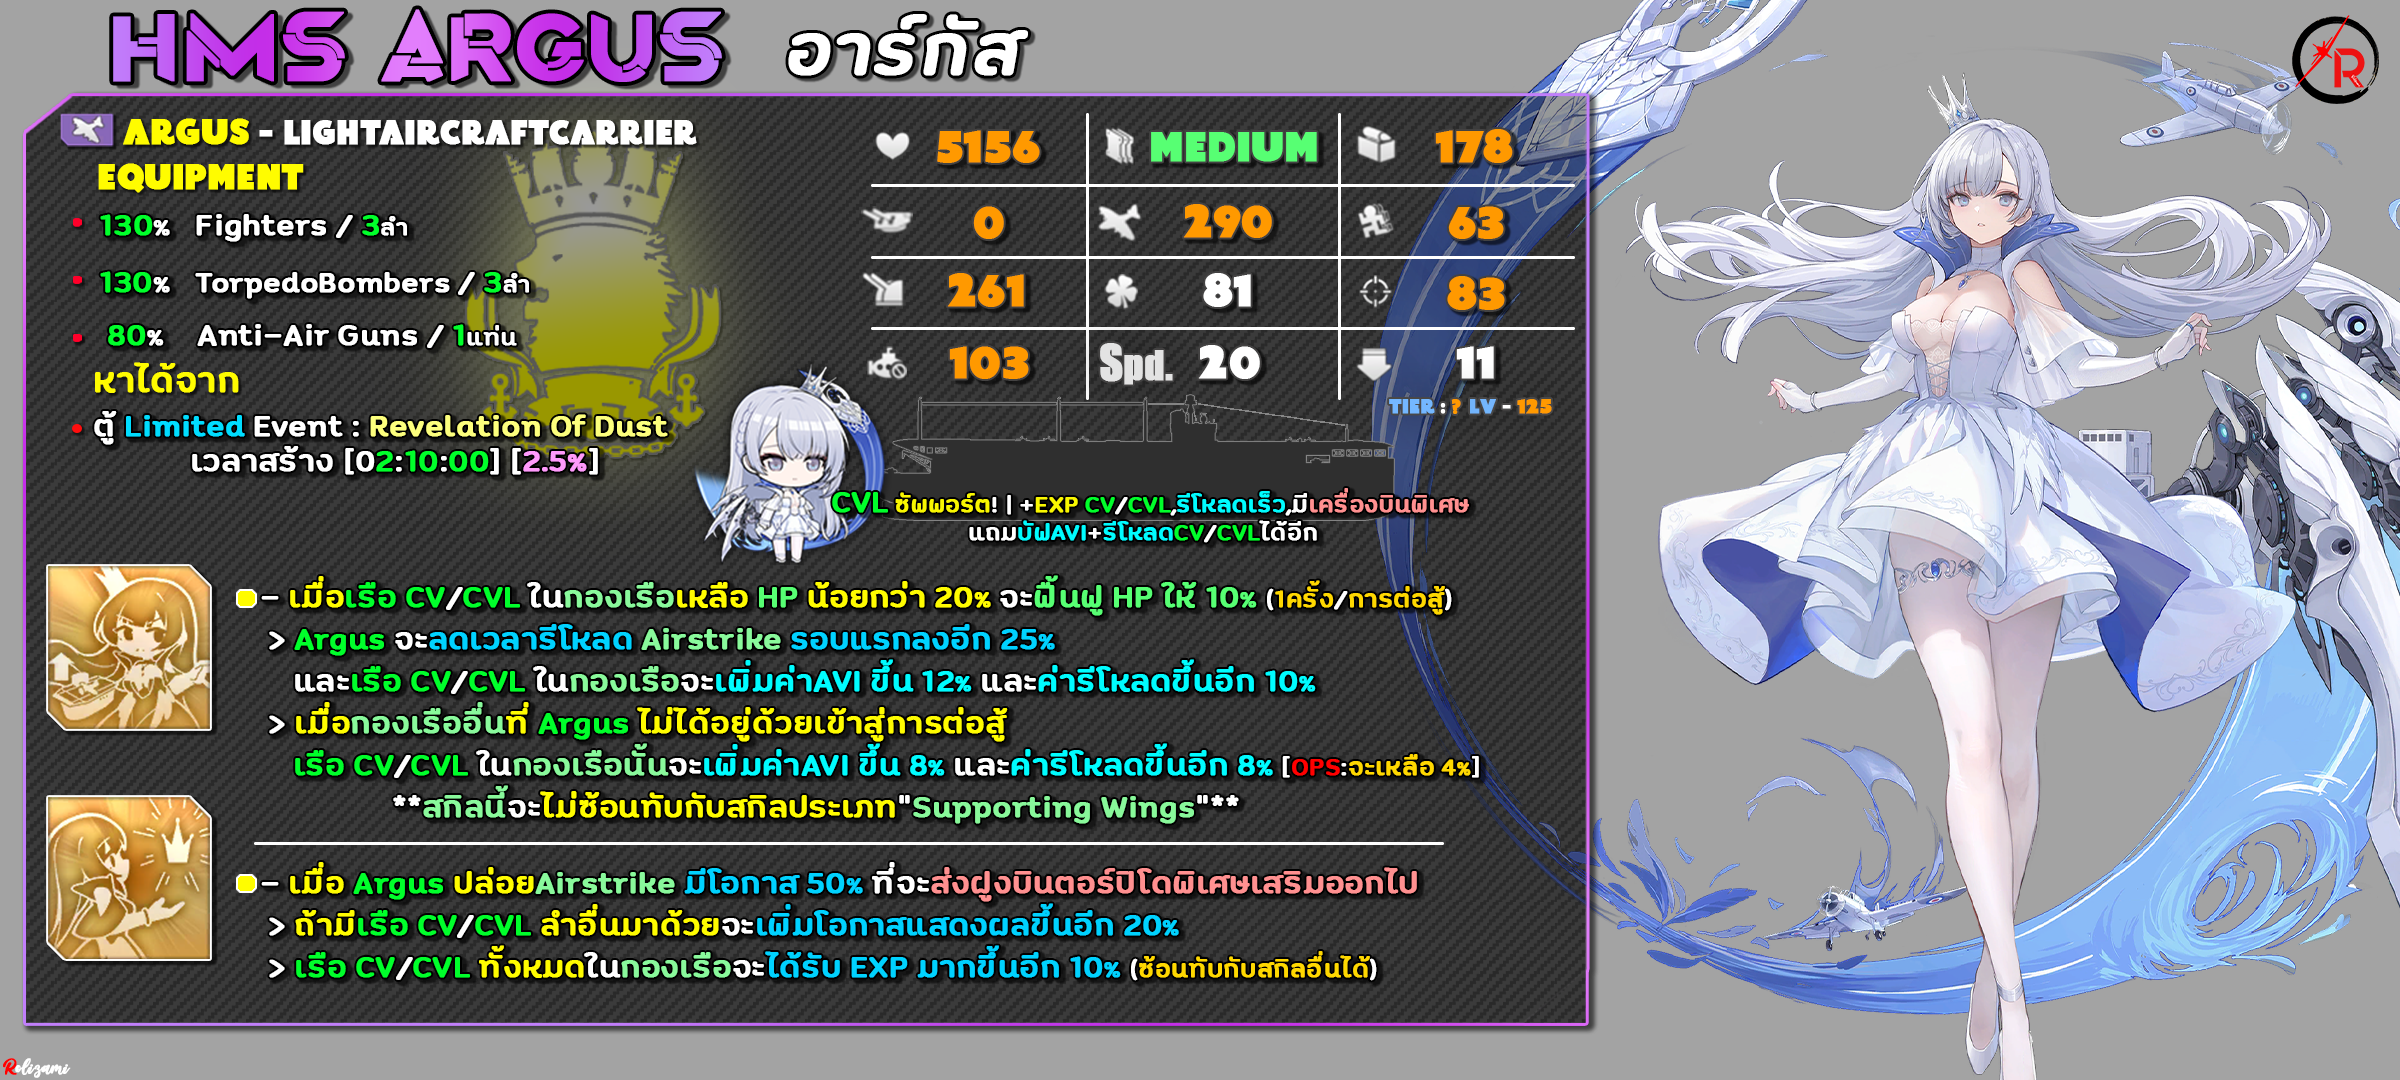 HMS ARGUS อาร์กัส
R
ARGUS - LIGHTAIRCRAFTCARRIER
EQUIPMENT
130% Fighters / 3ลำ
130% TorpedoBombers / 3ลำ
80% Anti-Air Guns / 1แท่น
หาได้จาก
ตู้ Limited Event : Revelation Of Dust
เวลาสร้าง [02:10:00] [2.5%]
5156 MEDIUM 178
0 290 63
261 81 83
103 Spd. 20 11
TIER : ? LV - 125
CVL ซัพพอร์ต! | +EXP CV/CVL,รีโหลดเร็ว,มีเครื่องบินพิเศษ
แถมบัฟAVI+รีโหลดCV/CVLได้อีก
- เมื่อเรือ CV/CVL ในกองเรือเหลือ HP น้อยกว่า 20% จะฟื้นฟู HP ให้ 10% (1ครั้ง/การต่อสู้)
> Argus จะลดเวลารีโหลด Airstrike รอบแรกลงอีก 25%
และเรือ CV/CVL ในกองเรือจะเพิ่มค่าAVI ขึ้น 12% และค่ารีโหลดขึ้นอีก 10%
> เมื่อกองเรืออื่นที่ Argus ไม่ได้อยู่ด้วยเข้าสู่การต่อสู้
เรือ CV/CVL ในกองเรือนั้นจะเพิ่มค่าAVI ขึ้น 8% และค่ารีโหลดขึ้นอีก 8% [OPS:จะเหลือ 4%]
**สกิลนี้จะไม่ซ้อนทับกับสกิลประเภท"Supporting Wings"**
- เมื่อ Argus ปล่อยAirstrike มีโอกาส 50% ที่จะส่งฝูงบินตอร์ปิโดพิเศษเสริมออกไป
> ถ้ามีเรือ CV/CVL ลำอื่นมาด้วยจะเพิ่มโอกาสแสดงผลขึ้นอีก 20%
> เรือ CV/CVL ทั้งหมดในกองเรือจะได้รับ EXP มากขึ้นอีก 10% (ซ้อนทับกับสกิลอื่นได้)
Rolizami